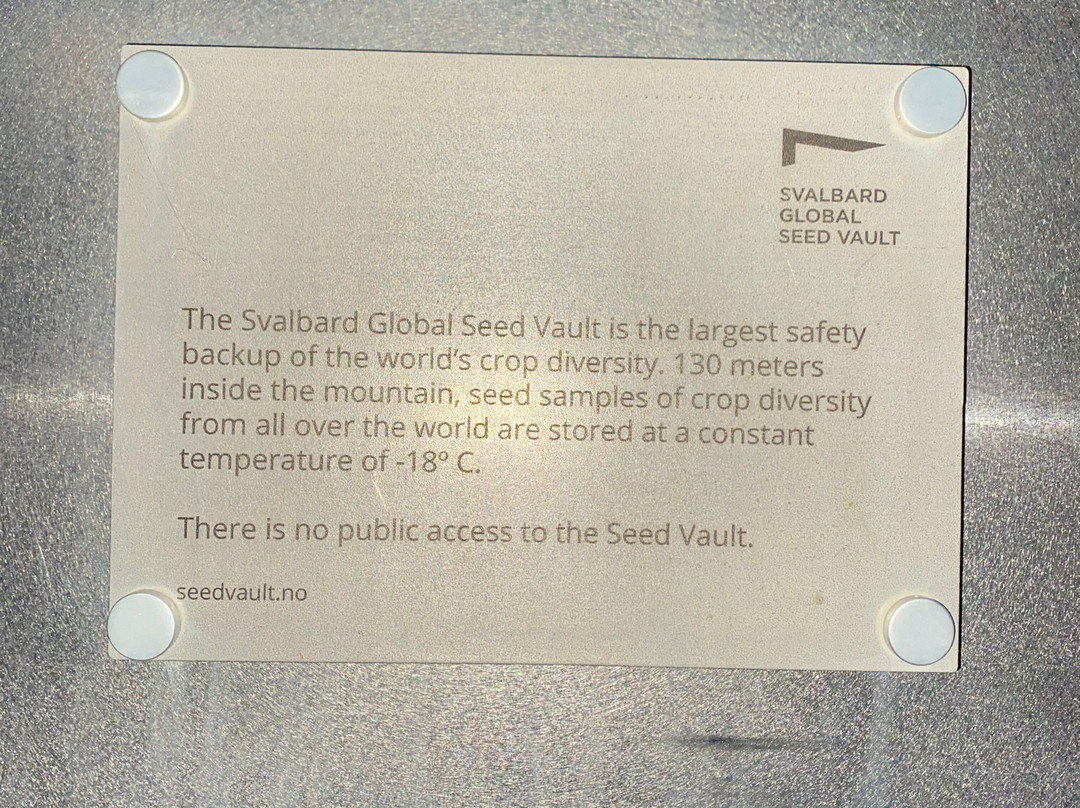 SVALBARD
GLOBAL
SEED VAULT
The Svalbard Global Seed Vault is the largest safety
backup of the world's crop diversity. 130 meters
inside the mountain, seed samples of crop diversity
from all over the world are stored at a constant
temperature of -18º C.
There is no public access to the Seed Vault.
seedvault.no